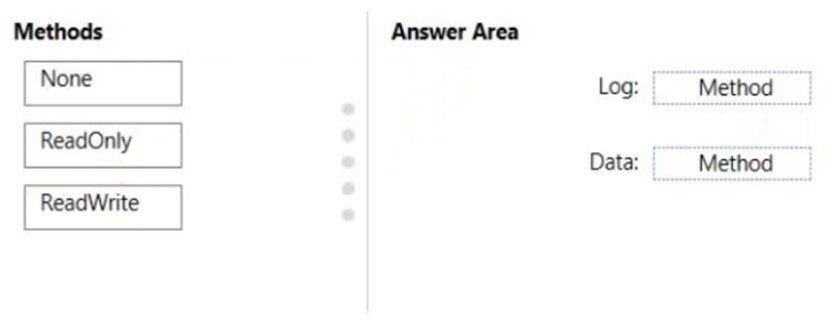 Methods
None
ReadOnly
ReadWrite
Answer Area
Log: Method
Data: Method